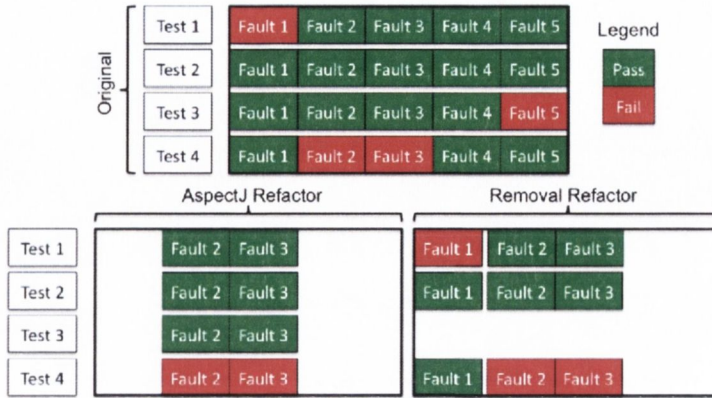 Original
Test 1 Fault 1 Fault 2 Fault 3 Fault 4 Fault 5
Test 2 Fault 1 Fault 2 Fault 3 Fault 4 Fault 5
Test 3 Fault 1 Fault 2 Fault 3 Fault 4 Fault 5
Test 4 Fault 1 Fault 2 Fault 3 Fault 4 Fault 5
Legend
Pass
Fail
AspectJ Refactor Removal Refactor
Test 1 Fault 2 Fault 3 Fault 1 Fault 2 Fault 3
Test 2 Fault 2 Fault 3 Fault 1 Fault 2 Fault 3
Test 3 Fault 2 Fault 3
Test 4 Fault 2 Fault 3 Fault 1 Fault 2 Fault 3